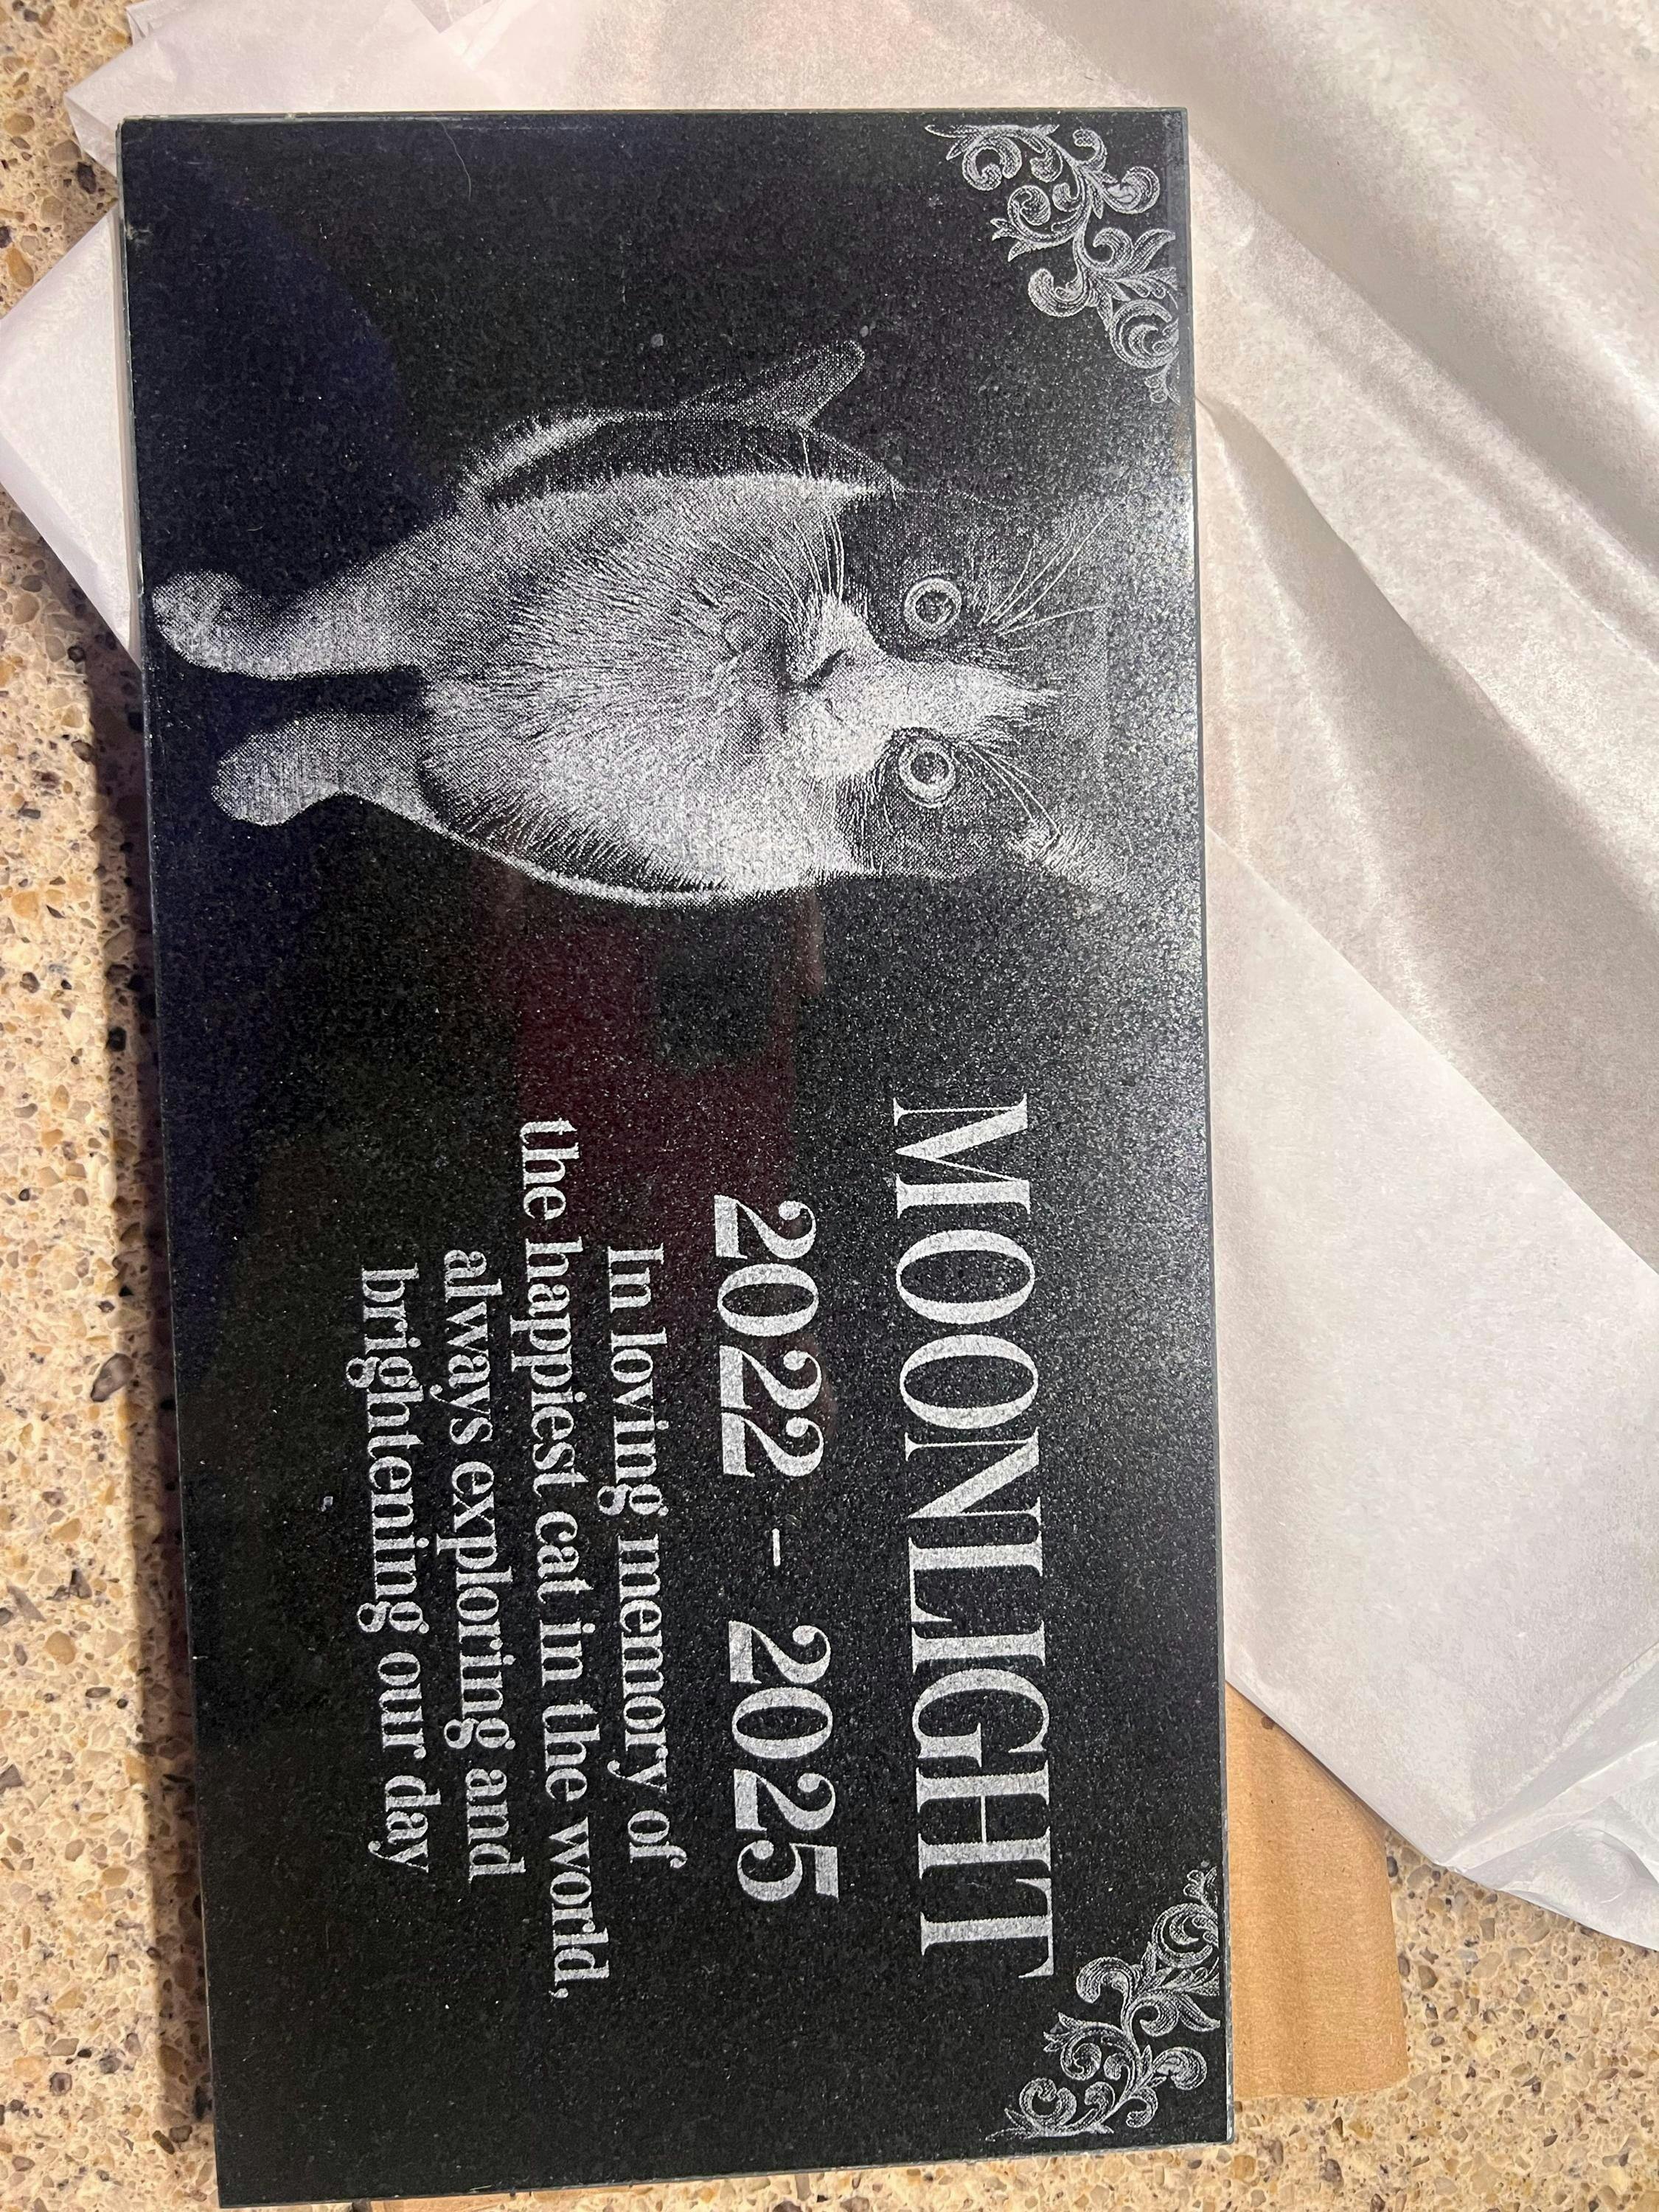 MOONLIGHT
2022 - 2025
In loving memory of
the happiest cat in the world,
always exploring and
brightening our day